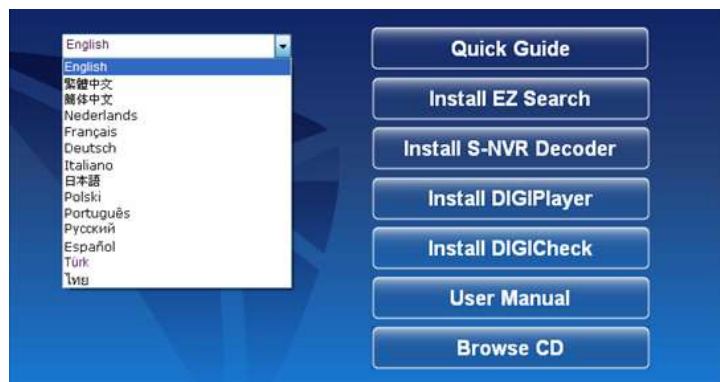 English
English
繁體中文
簡体中文
Nederlands
Français
Deutsch
Italiano
日本語
Polski
Português
Русский
Español
Türk
ไทย
Quick Guide
Install EZ Search
Install S-NVR Decoder
Install DIGIPlayer
Install DIGICheck
User Manual
Browse CD